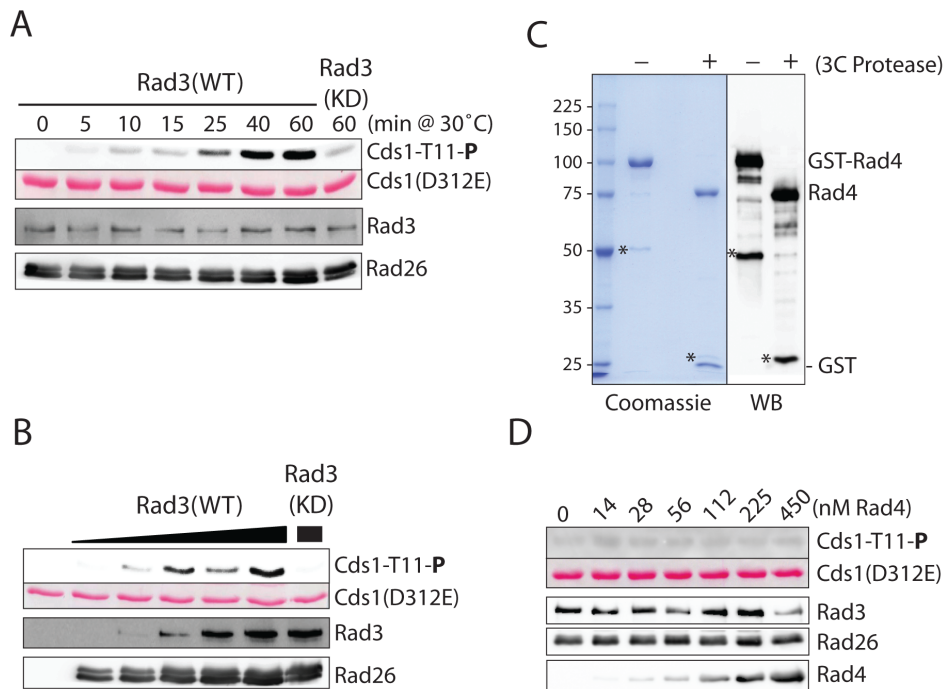 A
Rad3(WT)
Rad3
(KD)
0 5 10 15 25 40 60 60 (min @ 30˚C)
Cds1-T11-P
Cds1(D312E)
Rad3
Rad26
B
Rad3(WT)
Rad3
(KD)
Cds1-T11-P
Cds1(D312E)
Rad3
Rad26
C
– + – + (3C Protease)
225
150
100
75
50
35
25
*
*
*
*
GST-Rad4
Rad4
- GST
Coomassie WB
D
0 14 28 56 112 225 450 (nM Rad4)
Cds1-T11-P
Cds1(D312E)
Rad3
Rad26
Rad4